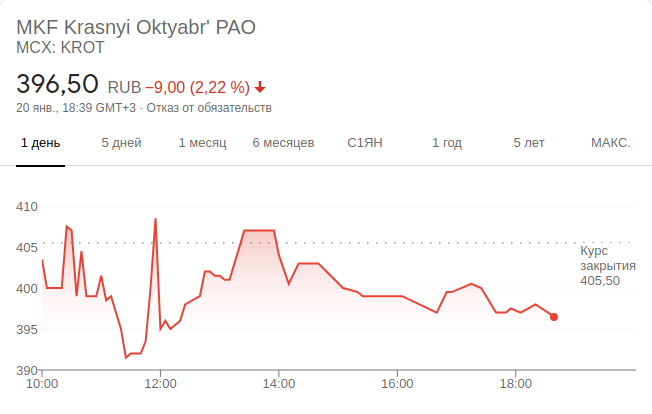 MKF Krasnyi Oktyabr' PAO
MCX: KROT
396,50 RUB −9,00 (2,22 %)
20 янв., 18:39 GMT+3 · Отказ от обязательств
1 день 5 дней 1 месяц 6 месяцев С1ЯН 1 год 5 лет МАКС.
410
405
400
395
390
Курс
закрытия
405,50
10:00 12:00 14:00 16:00 18:00